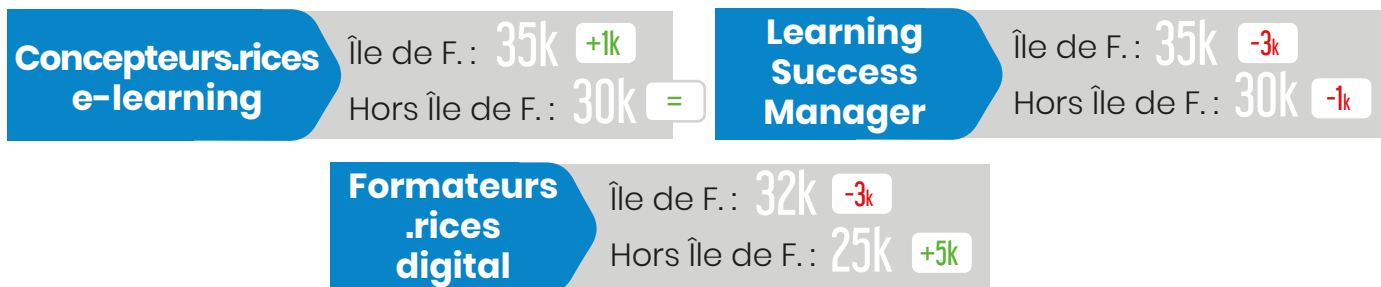 Concepteurs.rices
e-learning
Île de F. : 35k +1k
Hors Île de F. : 30k =
Learning
Success
Manager
Île de F. : 35k -3k
Hors Île de F. : 30k -1k
Formateurs
.rices
digital
Île de F. : 32k -3k
Hors Île de F. : 25k +5k